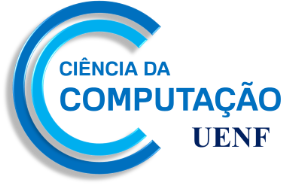 CIÊNCIA DA
COMPUTAÇÃO
UENF